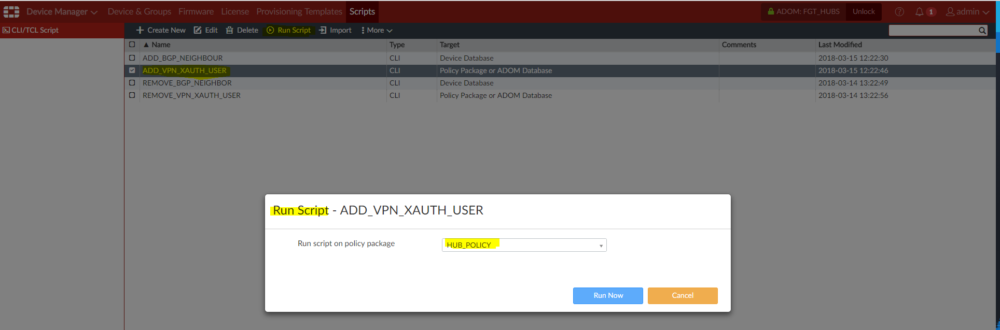 Device Manager Device & Groups Firmware License Provisioning Templates Scripts ADOM: FGT_HUBS Unlock 1 admin
CLI/TCL Script Create New Edit Delete Run Script Import More
Name Type Target Comments Last Modified
ADD_BGP_NEIGHBOUR CLI Device Database 2018-03-15 12:22:30
ADD_VPN_XAUTH_USER CLI Policy Package or ADOM Database 2018-03-15 12:22:46
REMOVE_BGP_NEIGHBOR CLI Device Database 2018-03-14 13:22:49
REMOVE_VPN_XAUTH_USER CLI Policy Package or ADOM Database 2018-03-14 13:22:56
Run Script - ADD_VPN_XAUTH_USER
Run script on policy package HUB_POLICY
Run Now Cancel